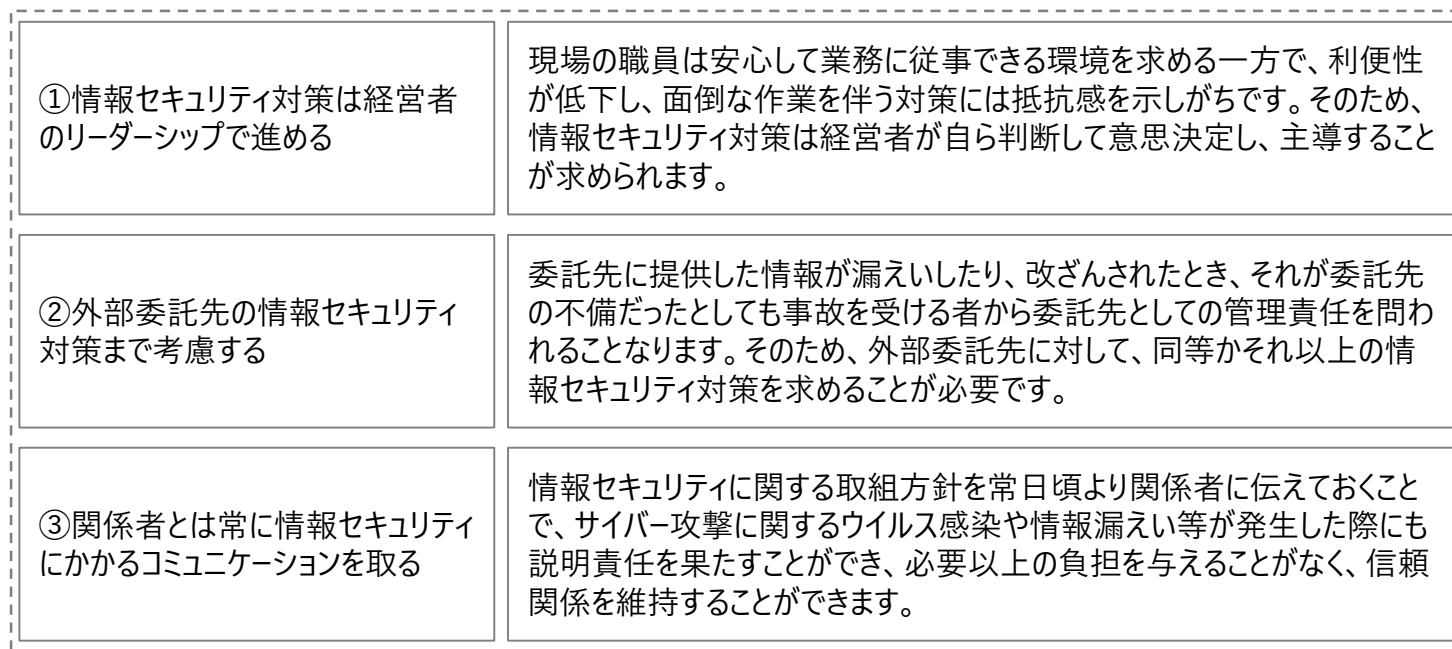 ①情報セキュリティ対策は経営者
のリーダーシップで進める
現場の職員は安心して業務に従事できる環境を求める一方で、利便性
が低下し、面倒な作業を伴う対策には抵抗感を示しがちです。そのため、
情報セキュリティ対策は経営者が自ら判断して意思決定し、主導すること
が求められます。
②外部委託先の情報セキュリティ
対策まで考慮する
委託先に提供した情報が漏えいしたり、改ざんされたとき、それが委託先
の不備だったとしても事故を受ける者から委託先としての管理責任を問わ
れることなります。そのため、外部委託先に対して、同等かそれ以上の情
報セキュリティ対策を求めることが必要です。
③関係者とは常に情報セキュリティ
にかかるコミュニケーションを取る
情報セキュリティに関する取組方針を常日頃より関係者に伝えておくこと
で、サイバー攻撃に関するウイルス感染や情報漏えい等が発生した際にも
説明責任を果たすことができ、必要以上の負担を与えることがなく、信頼
関係を維持することができます。